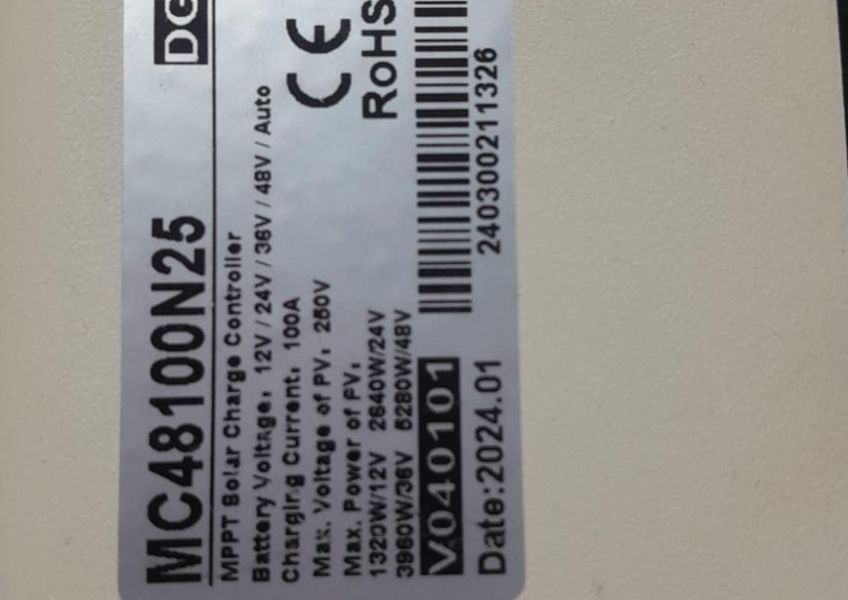 MC48100N25 DG
MPPT Solar Charge Controller
Battery Voltage: 12V / 24V / 36V / 48V / Auto
Charging Current: 100A
Max. Voltage of PV: 250V
Max. Power of PV:
1320W/12V 2640W/24V
3960W/36V 5280W/48V
CE
RoHS
V040101
Date:2024.01
240300211326